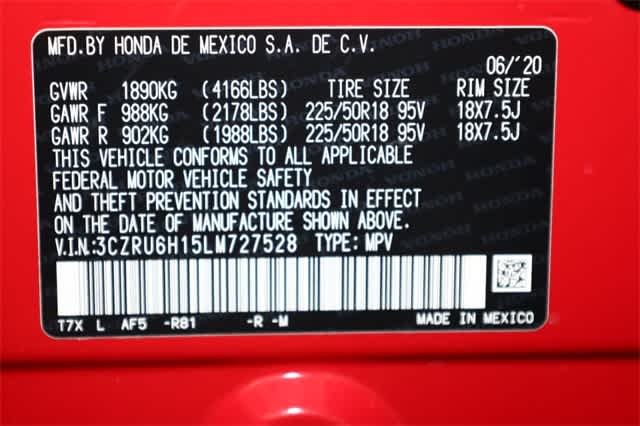 MFD.BY HONDA DE MEXICO S.A. DE C.V.
06/'20
GVWR 1890KG (4166LBS) TIRE SIZE RIM SIZE
GAWR F 988KG (2178LBS) 225/50R18 95V 18X7.5J
GAWR R 902KG (1988LBS) 225/50R18 95V 18X7.5J
THIS VEHICLE CONFORMS TO ALL APPLICABLE
FEDERAL MOTOR VEHICLE SAFETY
AND THEFT PREVENTION STANDARDS IN EFFECT
ON THE DATE OF MANUFACTURE SHOWN ABOVE.
V.I.N.:3CZRU6H15LM727528 TYPE: MPV
T7X L AF5 -R81 -R -M MADE IN MEXICO